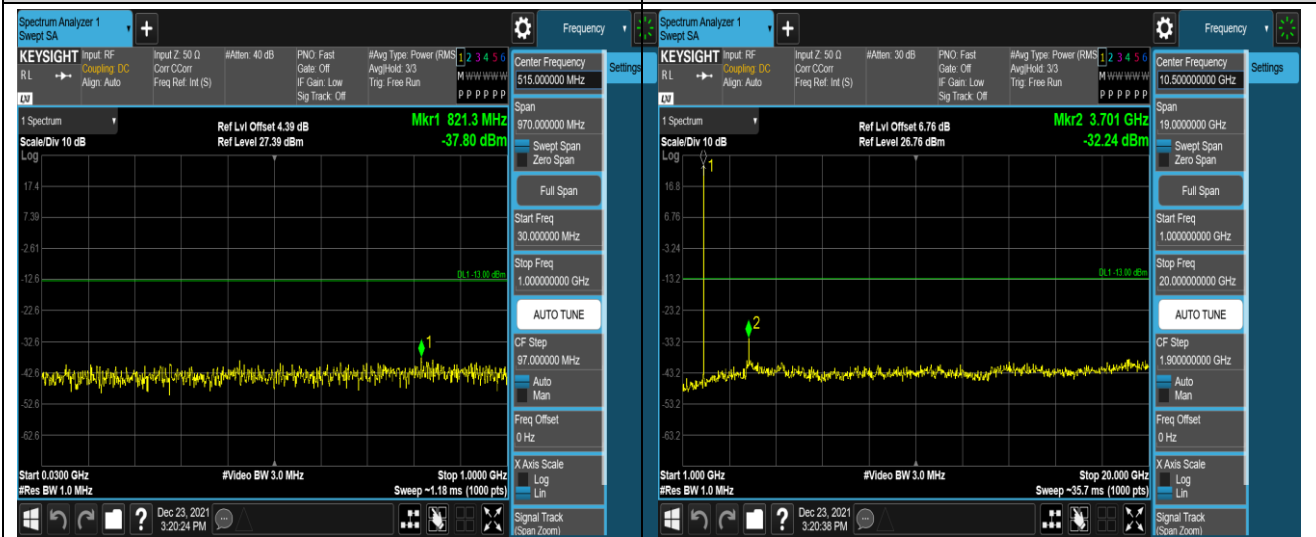 Spectrum Analyzer 1
Swept SA
+
Frequency
KEYSIGHT
RL
LXI
Input: RF
Coupling: DC
Align: Auto
Input Z: 50 Ω
Corr CCorr
Freq Ref: Int (S)
#Atten: 40 dB
PNO: Fast
Gate: Off
IF Gain: Low
Sig Track: Off
#Avg Type: Power (RMS
Avg|Hold: 3/3
Trig: Free Run
1 2 3 4 5 6
M W W W W W
P P P P P P
Center Frequency
515.000000 MHz
Settings
Span
970.000000 MHz
Swept Span
Zero Span
Full Span
Start Freq
30.000000 MHz
Stop Freq
1.000000000 GHz
AUTO TUNE
CF Step
97.000000 MHz
Auto
Man
Freq Offset
0 Hz
X Axis Scale
Log
Lin
Signal Track
(Span Zoom)
1 Spectrum
Scale/Div 10 dB
Log
Ref Lvl Offset 4.39 dB
Ref Level 27.39 dBm
Mkr1 821.3 MHz
-37.80 dBm
17.4
7.39
-2.61
DL1 -13.00 dBm
-12.6
-22.6
-32.6
1
-42.6
-52.6
-62.6
Start 0.0300 GHz
#Res BW 1.0 MHz
#Video BW 3.0 MHz
Stop 1.0000 GHz
Sweep ~1.18 ms (1000 pts)
?
Dec 23, 2021
3:20:24 PM
Spectrum Analyzer 1
Swept SA
+
Frequency
KEYSIGHT
RL
LXI
Input: RF
Coupling: DC
Align: Auto
Input Z: 50 Ω
Corr CCorr
Freq Ref: Int (S)
#Atten: 30 dB
PNO: Fast
Gate: Off
IF Gain: Low
Sig Track: Off
#Avg Type: Power (RMS
Avg|Hold: 3/3
Trig: Free Run
1 2 3 4 5 6
M W W W W W
P P P P P P
Center Frequency
10.500000000 GHz
Settings
Span
19.0000000 GHz
Swept Span
Zero Span
Full Span
Start Freq
1.000000000 GHz
Stop Freq
20.000000000 GHz
AUTO TUNE
CF Step
1.900000000 GHz
Auto
Man
Freq Offset
0 Hz
X Axis Scale
Log
Lin
Signal Track
(Span Zoom)
1 Spectrum
Scale/Div 10 dB
Log
Ref Lvl Offset 6.76 dB
Ref Level 26.76 dBm
Mkr2 3.701 GHz
-32.24 dBm
1
16.8
6.76
-3.24
DL1 -13.00 dBm
-13.2
-23.2
2
-33.2
-43.2
-53.2
-63.2
Start 1.000 GHz
#Res BW 1.0 MHz
#Video BW 3.0 MHz
Stop 20.000 GHz
Sweep ~35.7 ms (1000 pts)
?
Dec 23, 2021
3:20:38 PM